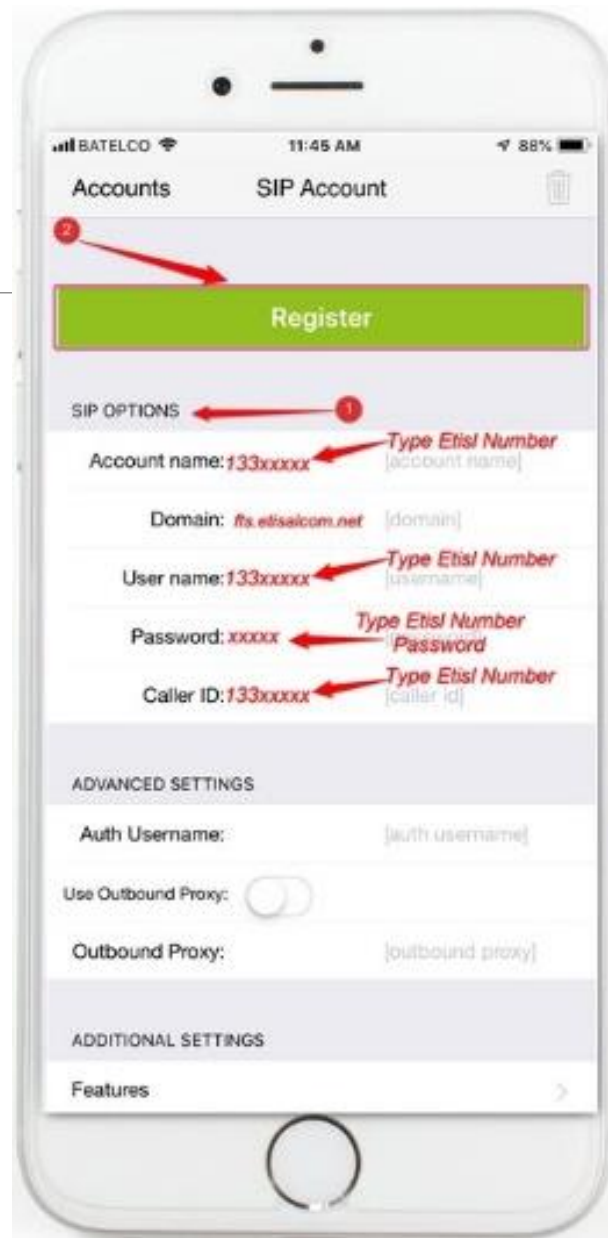 BATELCO 11:45 AM 88%
Accounts SIP Account
2
Register
SIP OPTIONS 1
Type Etisl Number
Account name: 133xxxxx [account name]
Domain: fts.etisalcom.net [domain]
Type Etisl Number
User name: 133xxxxx [username]
Type Etisl Number
Password: xxxxx Password
Type Etisl Number
Caller ID: 133xxxxx [caller id]
ADVANCED SETTINGS
Auth Username: [auth username]
Use Outbound Proxy:
Outbound Proxy: [outbound proxy]
ADDITIONAL SETTINGS
Features